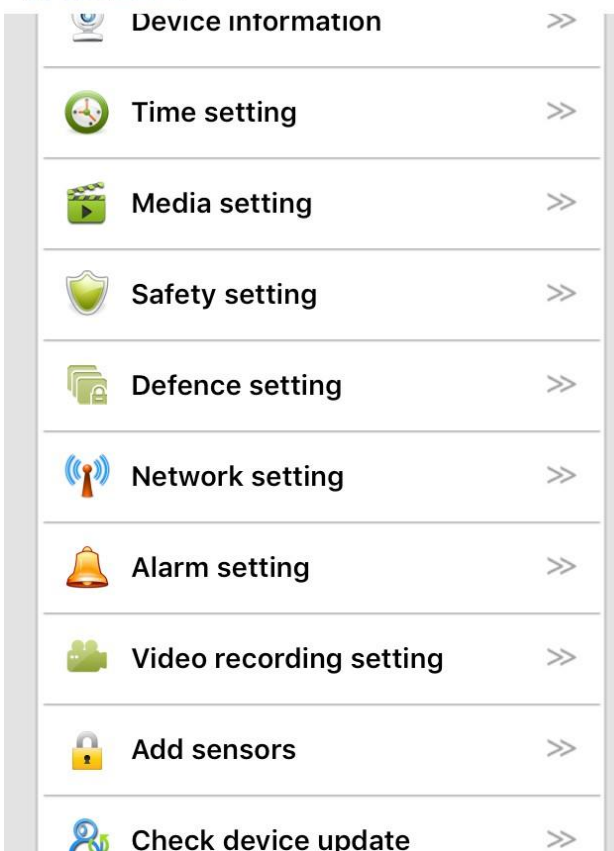 Device information
Time setting
Media setting
Safety setting
Defence setting
Network setting
Alarm setting
Video recording setting
Add sensors
Check device update